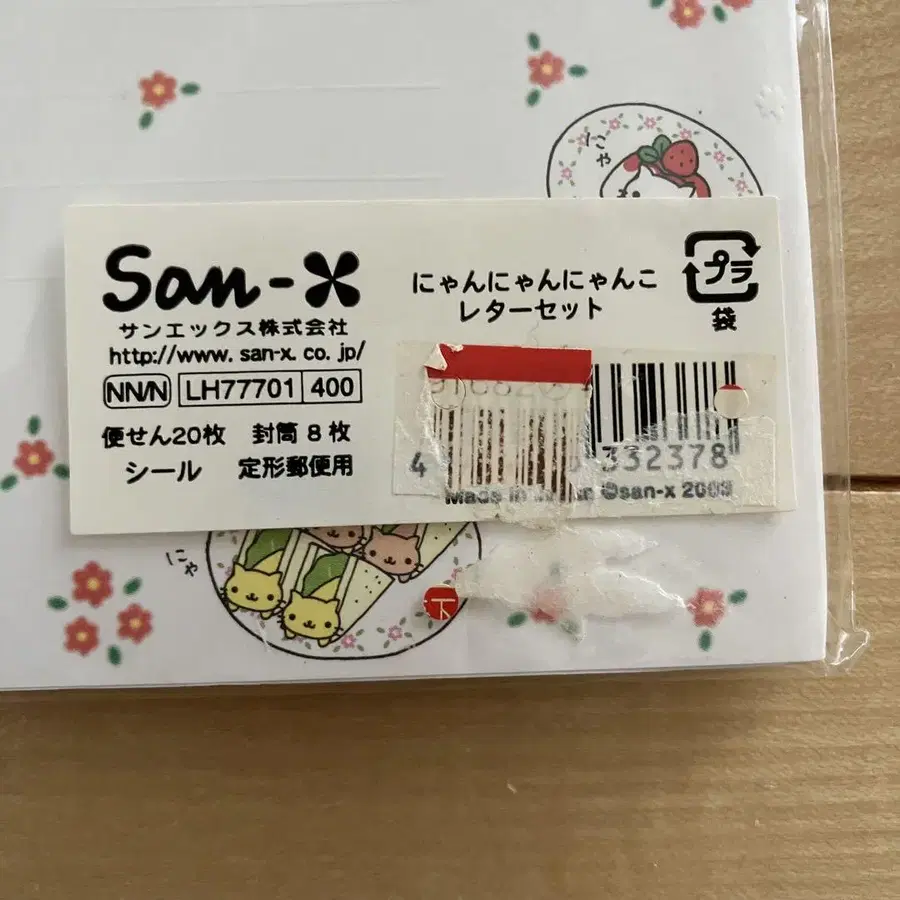 にゃ
San-X
サンエックス株式会社
http://www.san-x.co.jp/
NN/N LH77701 400
便せん20枚 封筒8枚
シール 定形郵便用
にゃんにゃんにゃんこ
レターセット
プラ
袋
4 332378
Made in ©san-x
にゃ
下